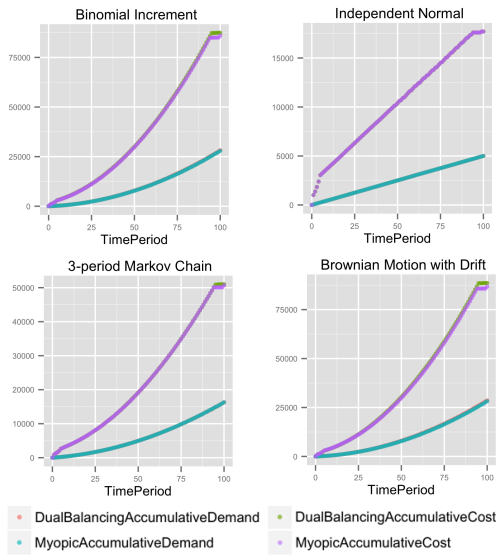 Binomial Increment
Independent Normal
75000
50000
25000
0
0 25 50 75 100
TimePeriod
15000
10000
5000
0
0 25 50 75 100
TimePeriod
3-period Markov Chain
Brownian Motion with Drift
50000
40000
30000
20000
10000
0
0 25 50 75 100
TimePeriod
75000
50000
25000
0
0 25 50 75 100
TimePeriod
DualBalancingAccumulativeDemand
DualBalancingAccumulativeCost
MyopicAccumulativeDemand
MyopicAccumulativeCost